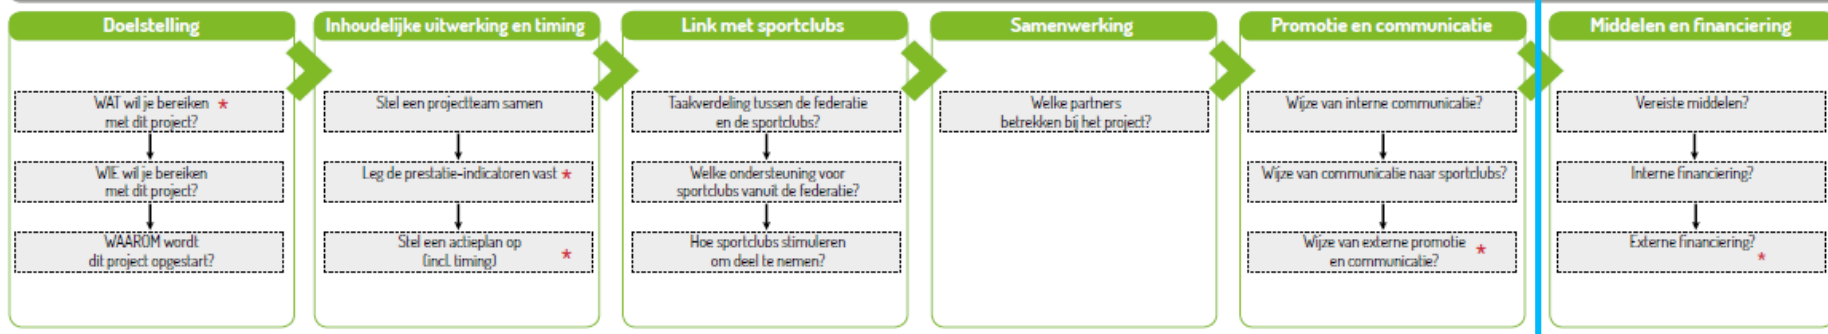 Doelstelling
WAT wil je bereiken *
met dit project?
WIE wil je bereiken
met dit project?
WAAROM wordt
dit project opgestart?
Inhoudelijke uitwerking en timing
Stel een projectteam samen
Leg de prestatie-indicatoren vast *
Stel een actieplan op
(incl. timing) *
Link met sportclubs
Taakverdeling tussen de federatie
en de sportclubs?
Welke ondersteuning voor
sportclubs vanuit de federatie?
Hoe sportclubs stimuleren
om deel te nemen?
Samenwerking
Welke partners
betrekken bij het project?
Promotie en communicatie
Wijze van interne communicatie?
Wijze van communicatie naar sportclubs?
Wijze van externe promotie *
en communicatie?
Middelen en financiering
Vereiste middelen?
Interne financiering?
Externe financiering?
*